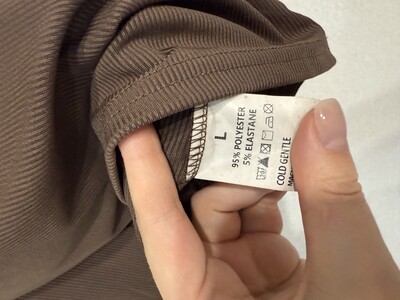 L
95% POLYESTER
5% ELASTANE
COLD GENTLE